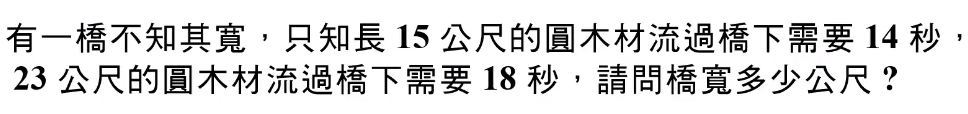 有一橋不知其寬，只知長 15 公尺的圓木材流過橋下需要 14 秒，
23 公尺的圓木材流過橋下需要 18 秒，請問橋寬多少公尺？